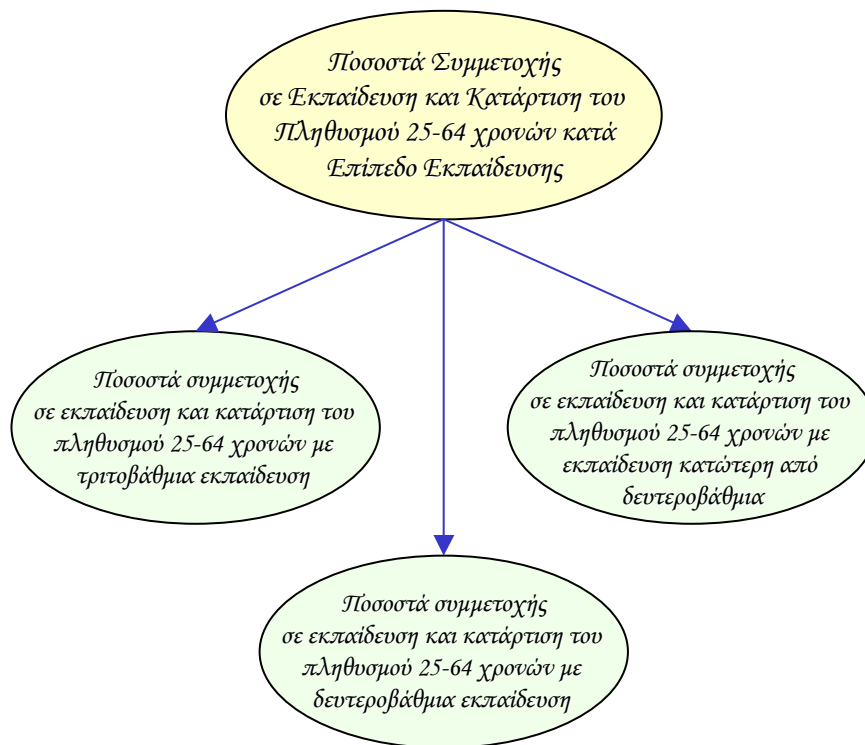 Ποσοστά Συμμετοχής
σε Εκπαίδευση και Κατάρτιση του
Πληθυσμού 25-64 χρονών κατά
Επίπεδο Εκπαίδευσης
Ποσοστά συμμετοχής
σε εκπαίδευση και κατάρτιση του
πληθυσμού 25-64 χρονών με
τριτοβάθμια εκπαίδευση
Ποσοστά συμμετοχής
σε εκπαίδευση και κατάρτιση του
πληθυσμού 25-64 χρονών με
εκπαίδευση κατώτερη από
δευτεροβάθμια
Ποσοστά συμμετοχής
σε εκπαίδευση και κατάρτιση του
πληθυσμού 25-64 χρονών με
δευτεροβάθμια εκπαίδευση